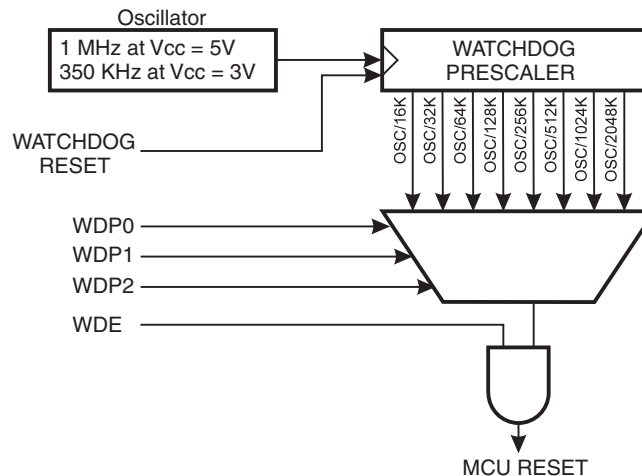 Oscillator
1 MHz at Vcc = 5V
350 KHz at Vcc = 3V
WATCHDOG
PRESCALER
OSC/16K
OSC/32K
OSC/64K
OSC/128K
OSC/256K
OSC/512K
OSC/1024K
OSC/2048K
WATCHDOG
RESET
WDP0
WDP1
WDP2
WDE
MCU RESET